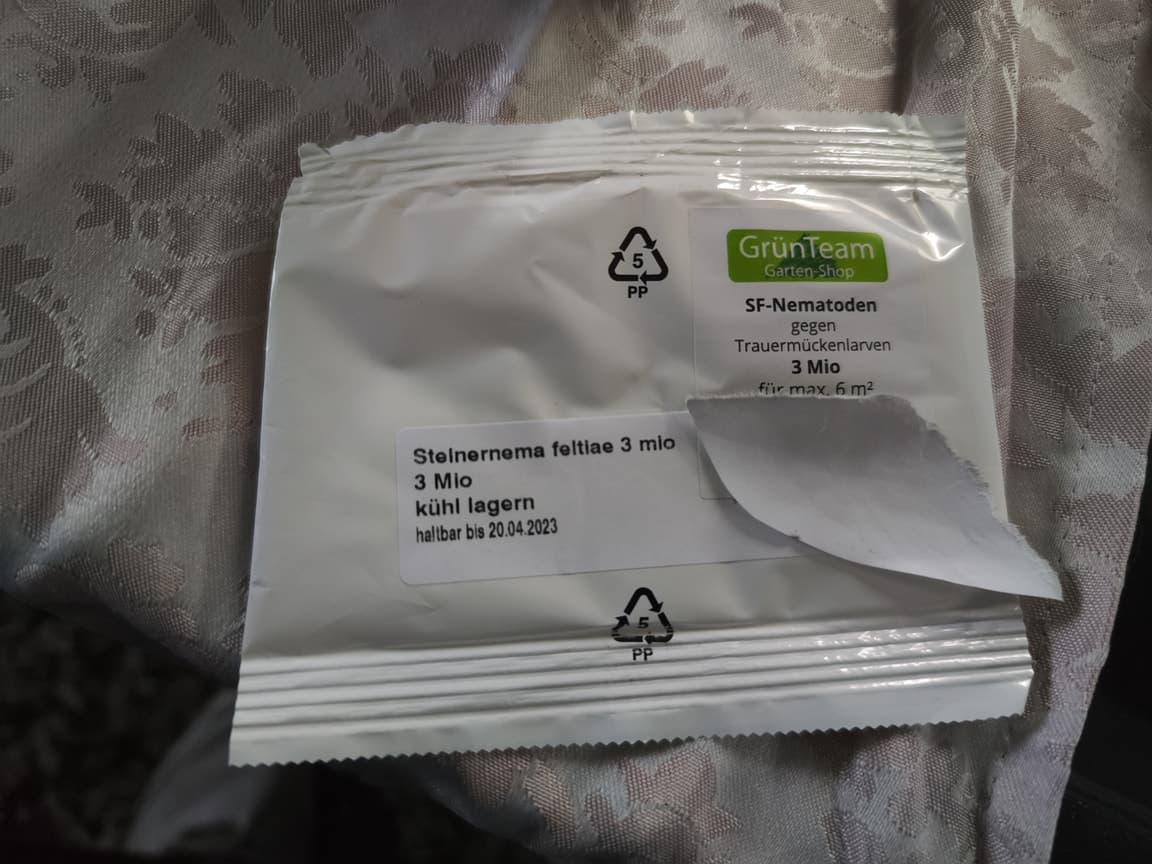 5
PP
GrünTeam
Garten-Shop
SF-Nematoden
gegen
Trauermückenlarven
3 Mio
für max. 6 m²
Steinernema feltiae 3 mio
3 Mio
kühl lagern
haltbar bis 20.04.2023
5
PP